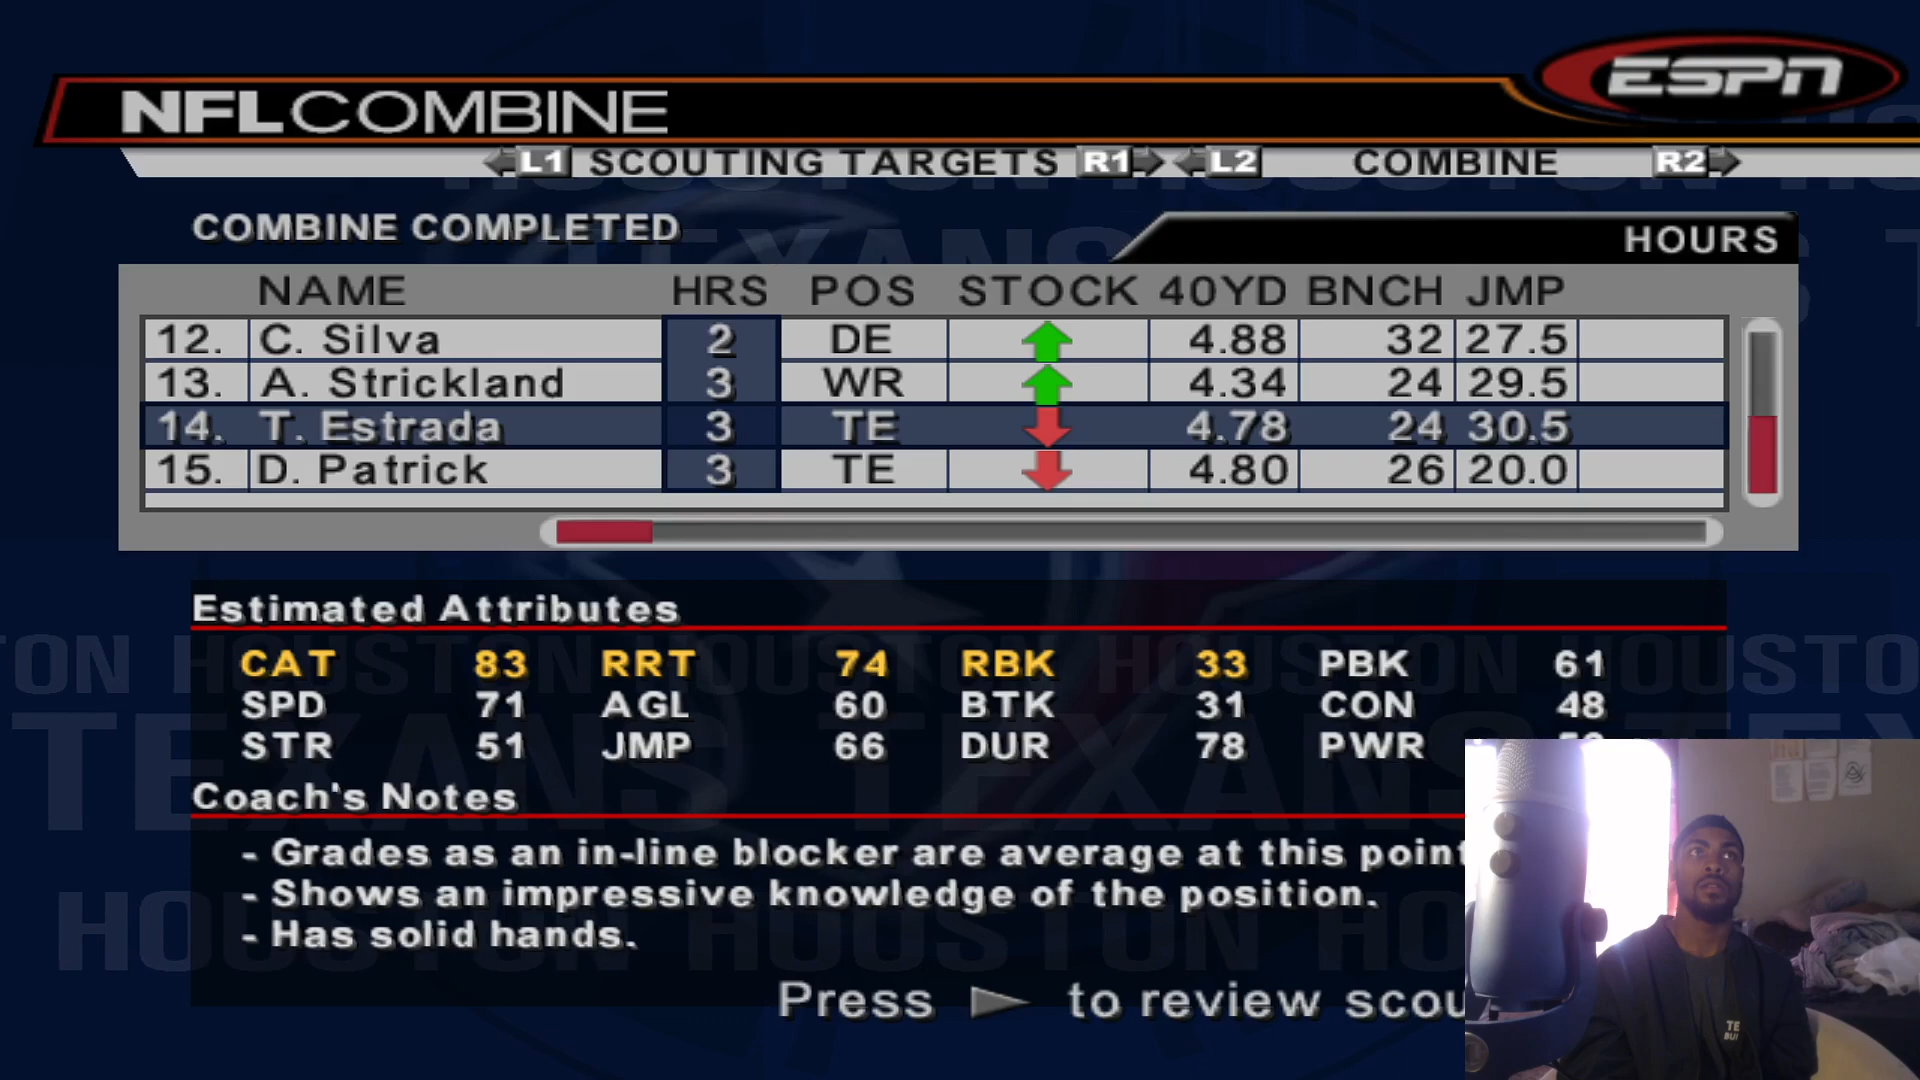 ESPN
NFL COMBINE
L1 SCOUTING TARGETS R1 L2 COMBINE R2
COMBINE COMPLETED
HOURS
NAME HRS POS STOCK 40YD BNCH JMP
12. C. Silva 2 DE 4.88 32 27.5
13. A. Strickland 3 WR 4.34 24 29.5
14. T. Estrada 3 TE 4.78 24 30.5
15. D. Patrick 3 TE 4.80 26 20.0
Estimated Attributes
CAT 83 RRT 74 RBK 33 PBK 61
SPD 71 AGL 60 BTK 31 CON 48
STR 51 JMP 66 DUR 78 PWR
Coach's Notes
- Grades as an in-line blocker are average at this point
- Shows an impressive knowledge of the position.
- Has solid hands.
Press to review scou
HOUSTON
TEXANS